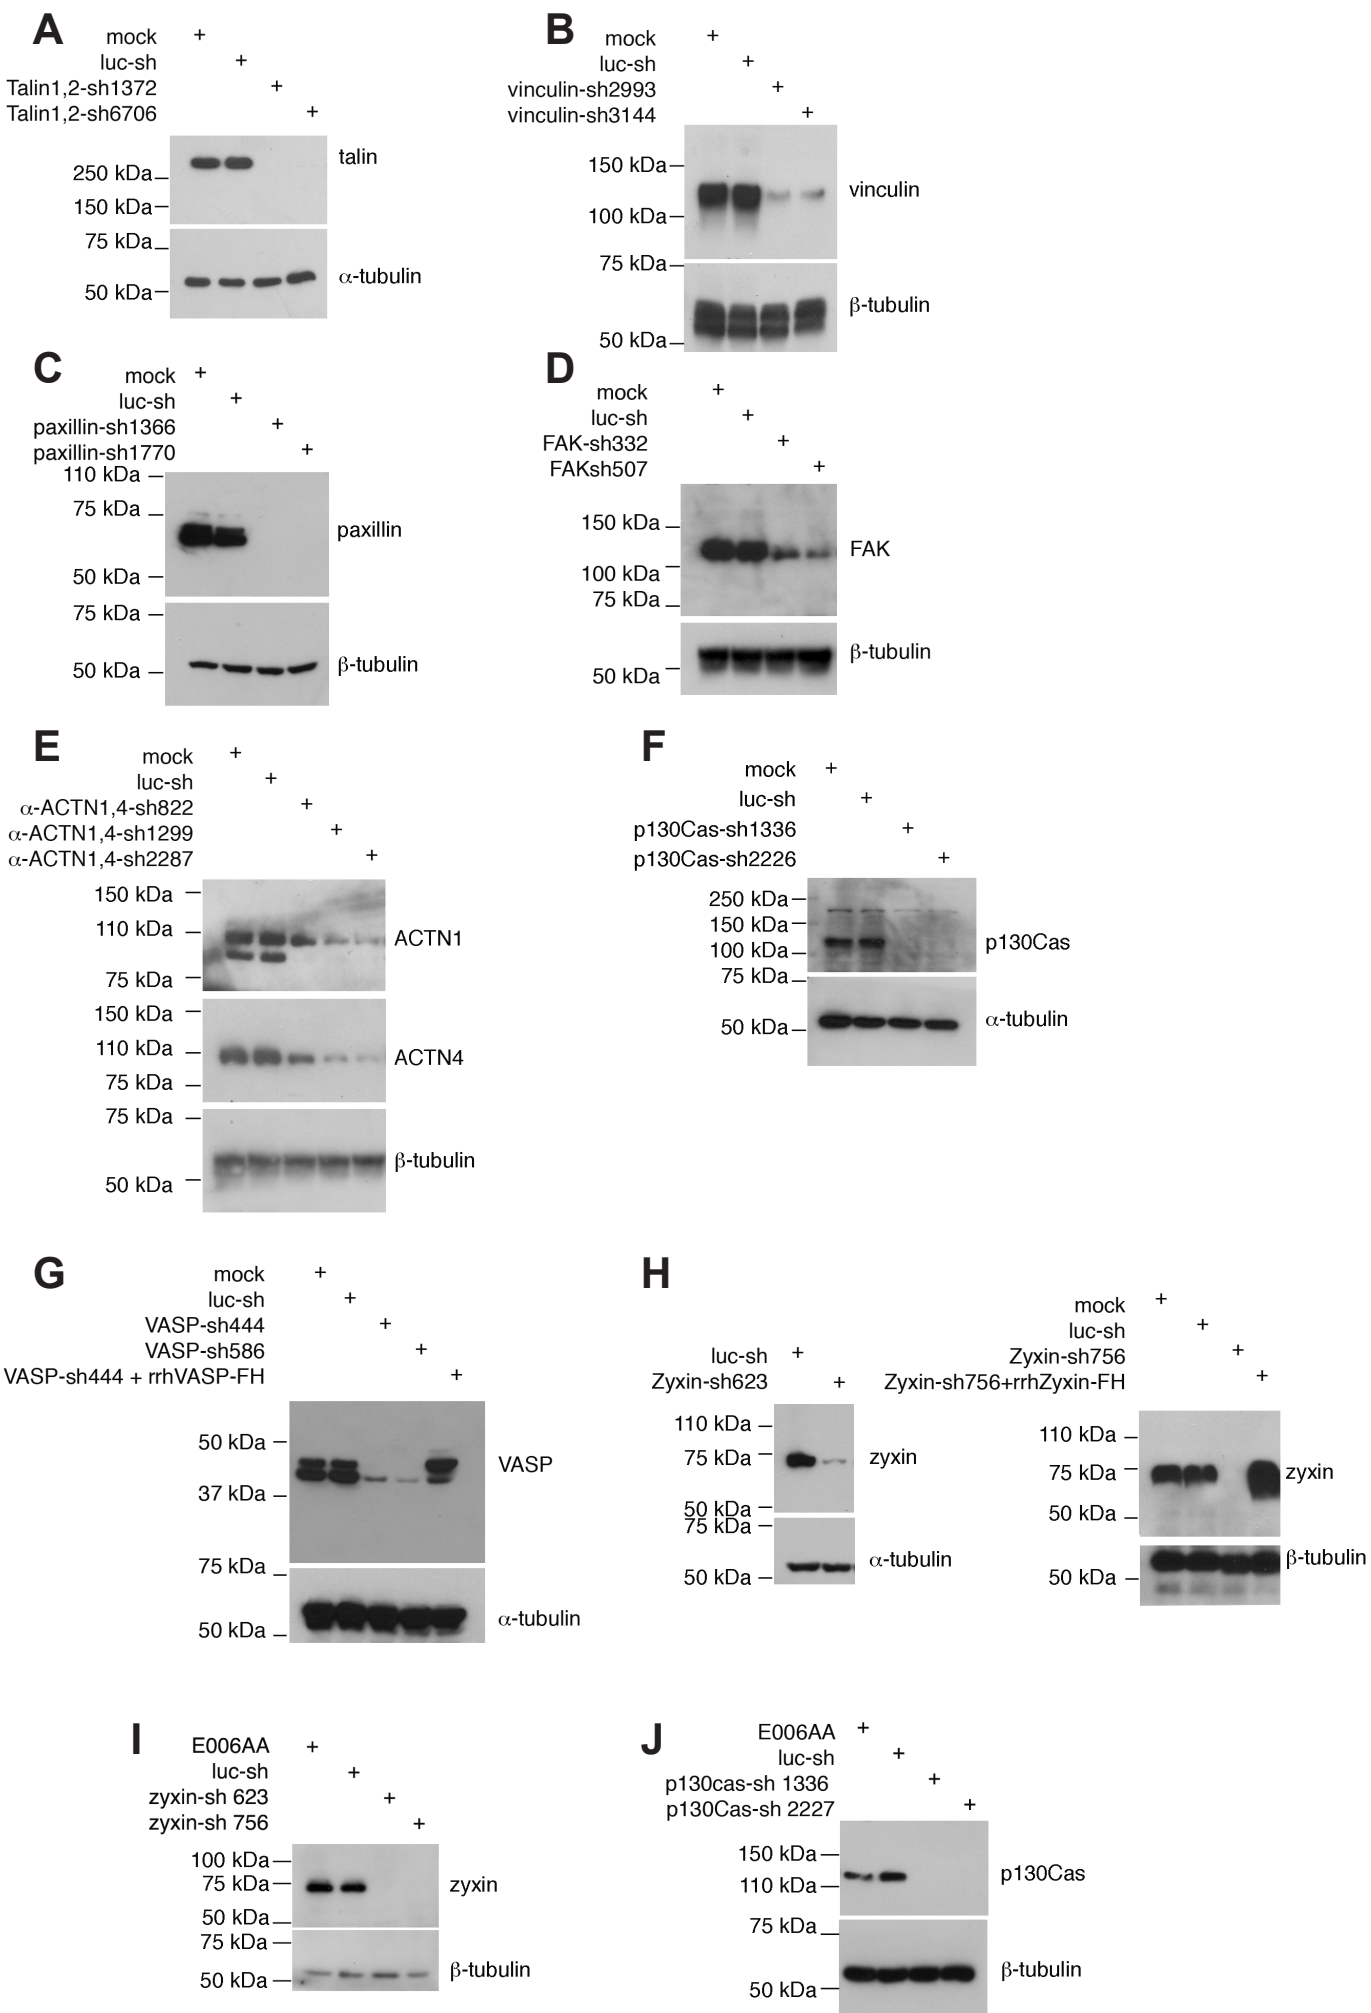 A
mock +
luc-sh +
Talin1,2-sh1372 +
Talin1,2-sh6706 +
talin
250 kDa
150 kDa
75 kDa
α-tubulin
50 kDa
B
mock +
luc-sh +
vinculin-sh2993 +
vinculin-sh3144 +
150 kDa
vinculin
100 kDa
75 kDa
β-tubulin
50 kDa
C
mock +
luc-sh +
paxillin-sh1366 +
paxillin-sh1770 +
110 kDa
75 kDa
paxillin
50 kDa
75 kDa
β-tubulin
50 kDa
D
mock +
luc-sh +
FAK-sh332 +
FAKsh507 +
150 kDa
FAK
100 kDa
75 kDa
β-tubulin
50 kDa
E
mock +
luc-sh +
α-ACTN1,4-sh822 +
α-ACTN1,4-sh1299 +
α-ACTN1,4-sh2287 +
150 kDa
110 kDa
ACTN1
75 kDa
150 kDa
110 kDa
ACTN4
75 kDa
75 kDa
β-tubulin
50 kDa
F
mock +
luc-sh +
p130Cas-sh1336 +
p130Cas-sh2226 +
250 kDa
150 kDa
p130Cas
100 kDa
75 kDa
α-tubulin
50 kDa
G
mock +
luc-sh +
VASP-sh444 +
VASP-sh586 +
VASP-sh444 + rrhVASP-FH +
50 kDa
VASP
37 kDa
75 kDa
α-tubulin
50 kDa
H
luc-sh +
Zyxin-sh623 +
110 kDa
75 kDa
zyxin
50 kDa
75 kDa
α-tubulin
50 kDa
mock +
luc-sh +
Zyxin-sh756 +
Zyxin-sh756+rrhZyxin-FH +
110 kDa
75 kDa
zyxin
50 kDa
β-tubulin
50 kDa
I
E006AA +
luc-sh +
zyxin-sh 623 +
zyxin-sh 756 +
100 kDa
75 kDa
zyxin
50 kDa
75 kDa
β-tubulin
50 kDa
J
E006AA +
luc-sh +
p130cas-sh 1336 +
p130Cas-sh 2227 +
150 kDa
p130Cas
110 kDa
75 kDa
β-tubulin
50 kDa